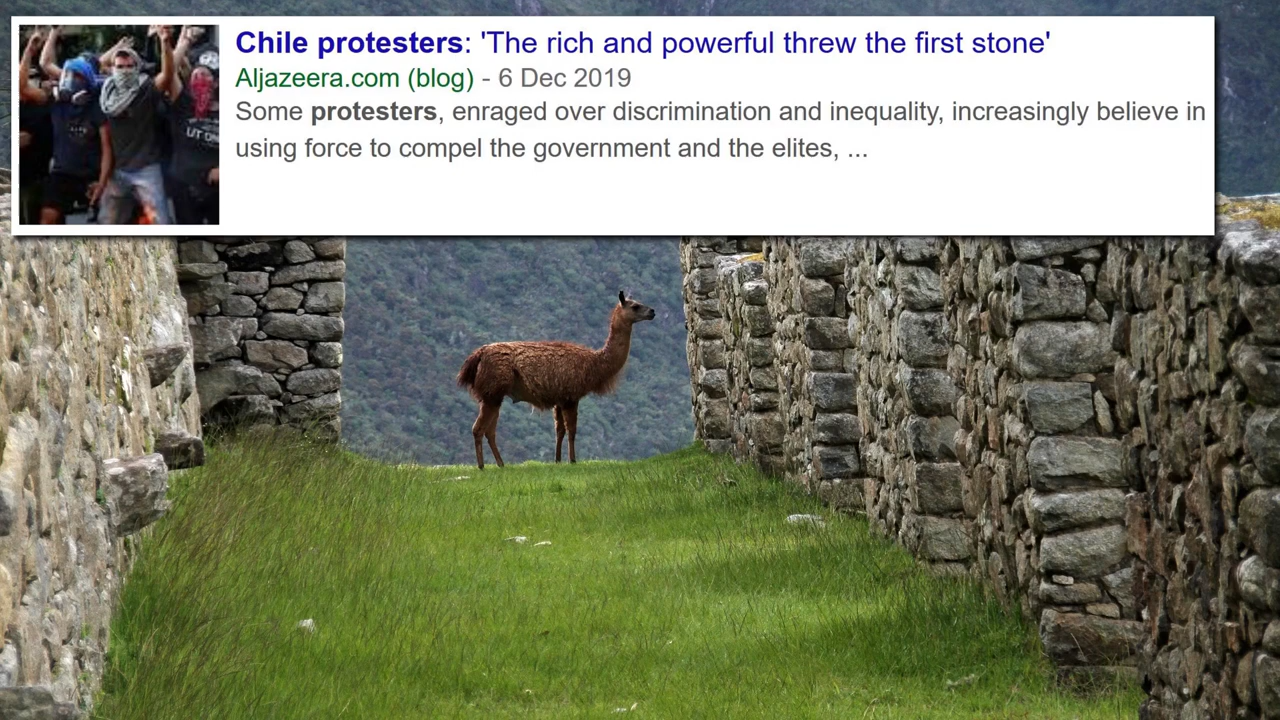 Chile protesters: 'The rich and powerful threw the first stone'
Aljazeera.com (blog) - 6 Dec 2019
Some protesters, enraged over discrimination and inequality, increasingly believe in
using force to compel the government and the elites, ...